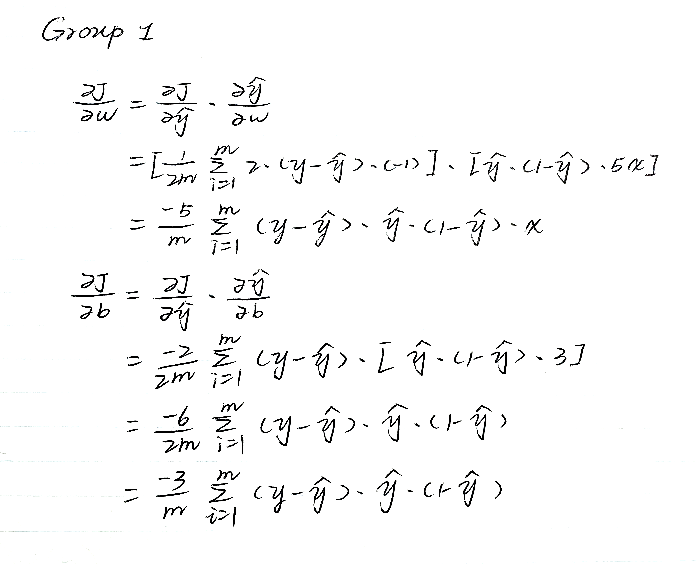 Group 1
∂J/∂w = ∂J/∂ŷ · ∂ŷ/∂w
= [1/2m Σ_{i=1}^{m} 2·(y-ŷ)·(-1)] · [ŷ·(1-ŷ)·5x]
= -5/m Σ_{i=1}^{m} (y-ŷ)·ŷ·(1-ŷ)·x
∂J/∂b = ∂J/∂ŷ · ∂ŷ/∂b
= -2/2m Σ_{i=1}^{m} (y-ŷ)·[ŷ·(1-ŷ)·3]
= -6/2m Σ_{i=1}^{m} (y-ŷ)·ŷ·(1-ŷ)
= -3/m Σ_{i=1}^{m} (y-ŷ)·ŷ·(1-ŷ)